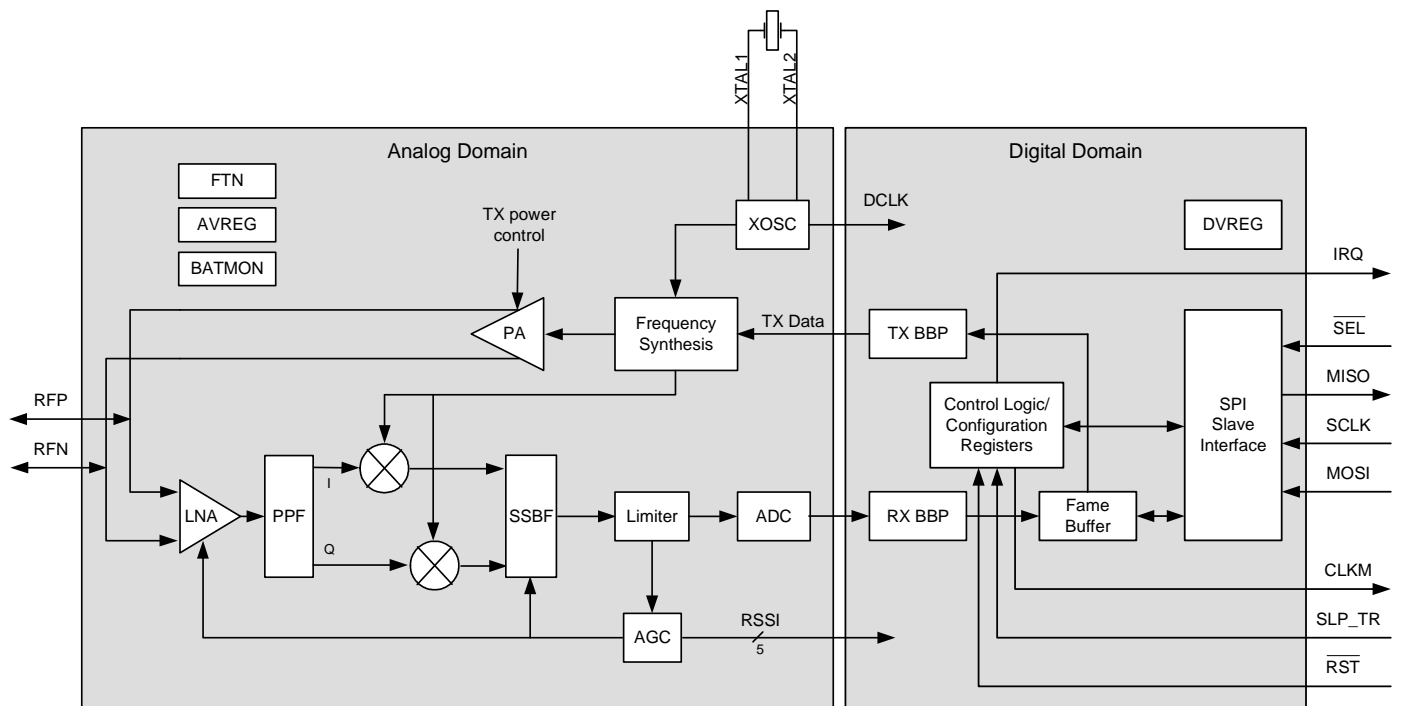 XTAL1
XTAL2
Analog Domain
Digital Domain
FTN
AVREG
BATMON
TX power
control
XOSC
DCLK
DVREG
IRQ
PA
Frequency
Synthesis
TX Data
TX BBP
SEL
MISO
SCLK
MOSI
Control Logic/
Configuration
Registers
SPI
Slave
Interface
RFP
RFN
LNA
PPF
I
Q
SSBF
Limiter
ADC
RX BBP
Fame
Buffer
CLKM
AGC
RSSI
5
SLP_TR
RST